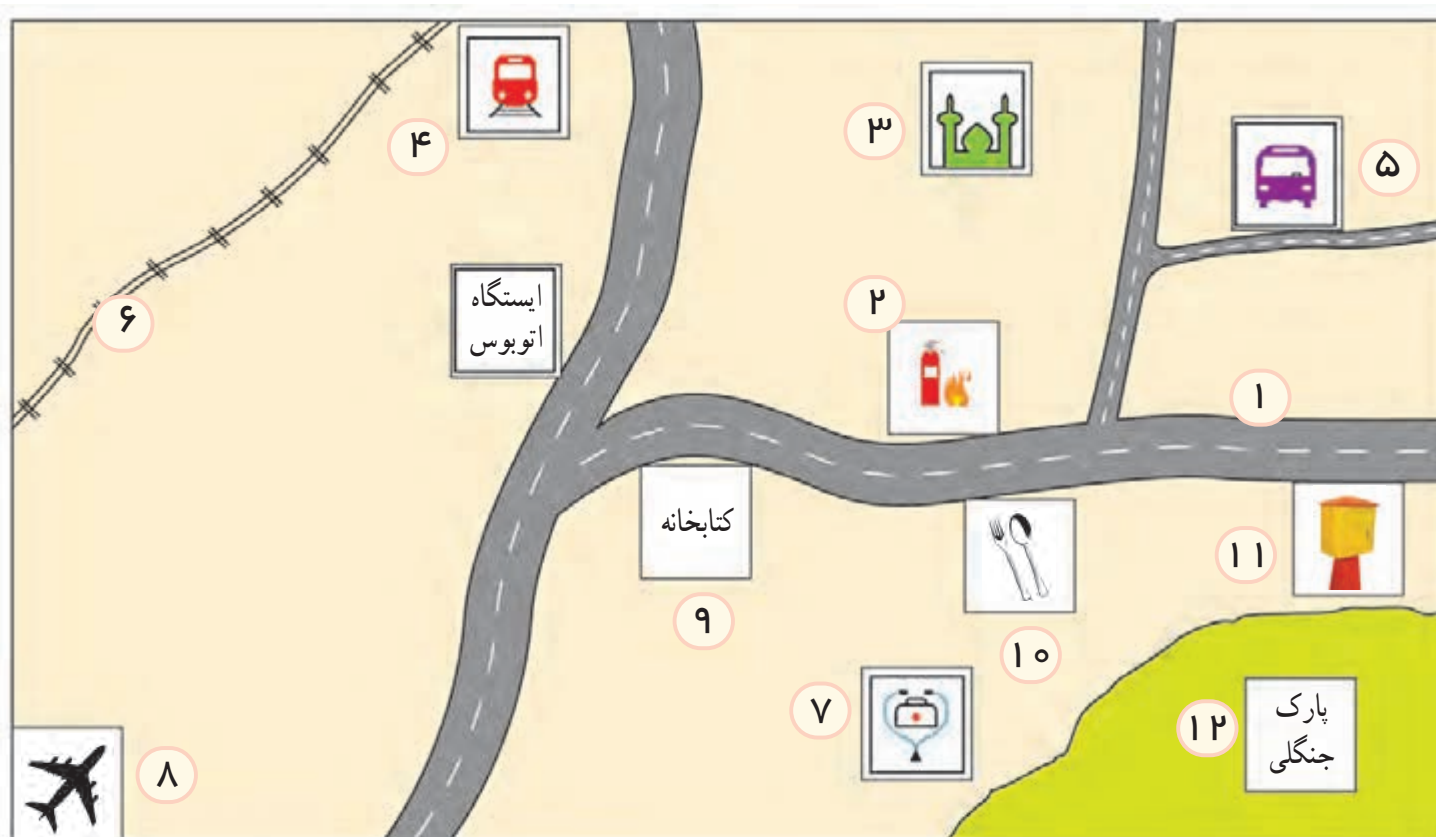 ۴
۳
۵
ایستگاه
اتوبوس
۲
۶
۱
کتابخانه
۹
۱۱
۱۰
۷
۱۲
پارک
جنگلی
۸